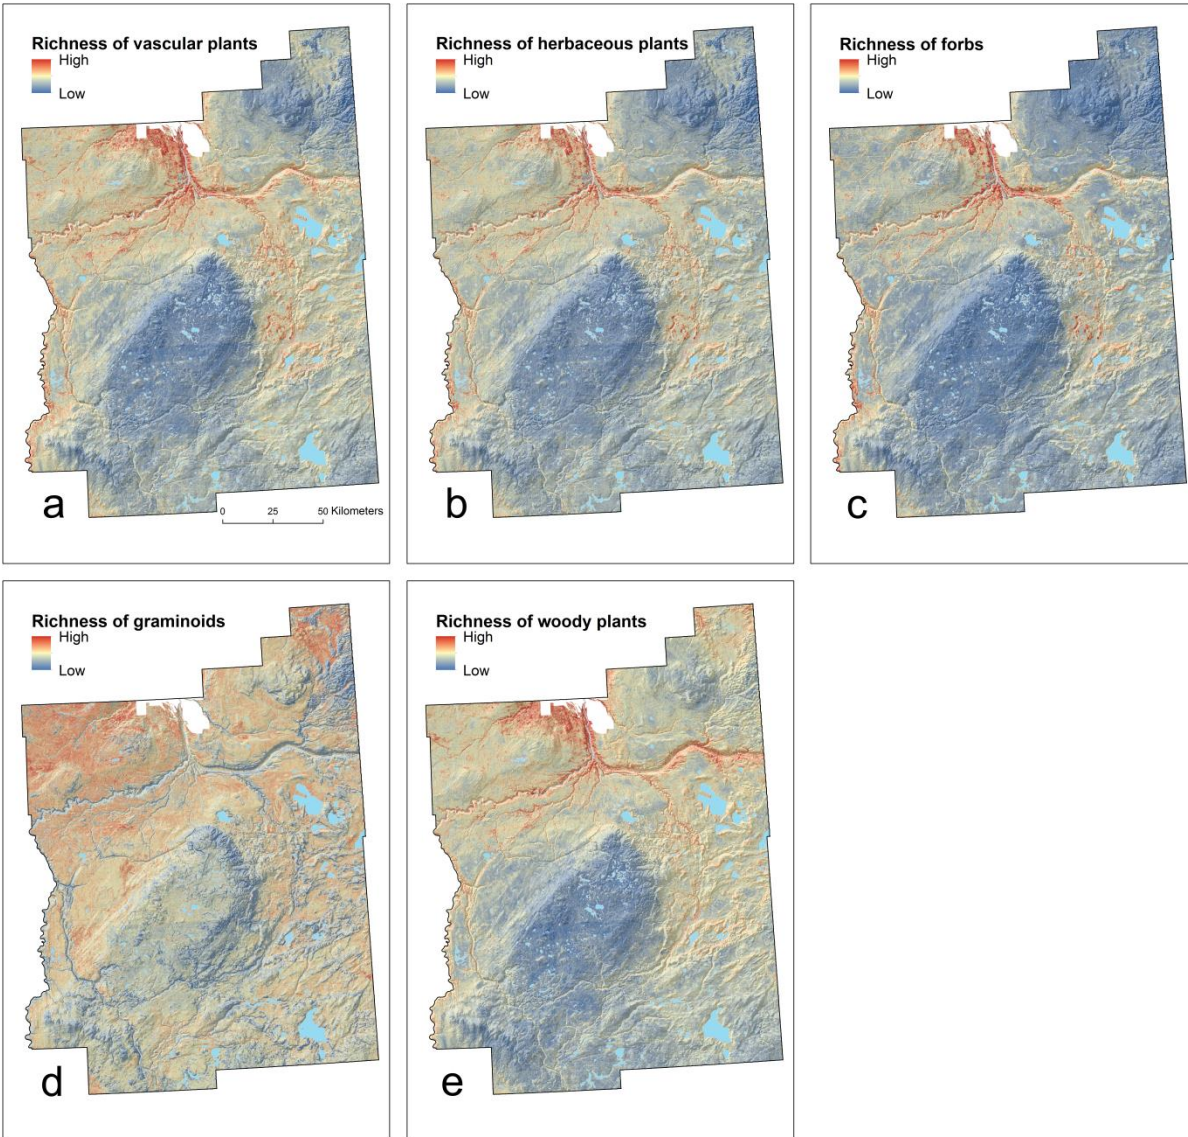 Richness of vascular plants
High
Low
a
0 25 50 Kilometers
Richness of herbaceous plants
High
Low
b
Richness of forbs
High
Low
c
Richness of graminoids
High
Low
d
Richness of woody plants
High
Low
e